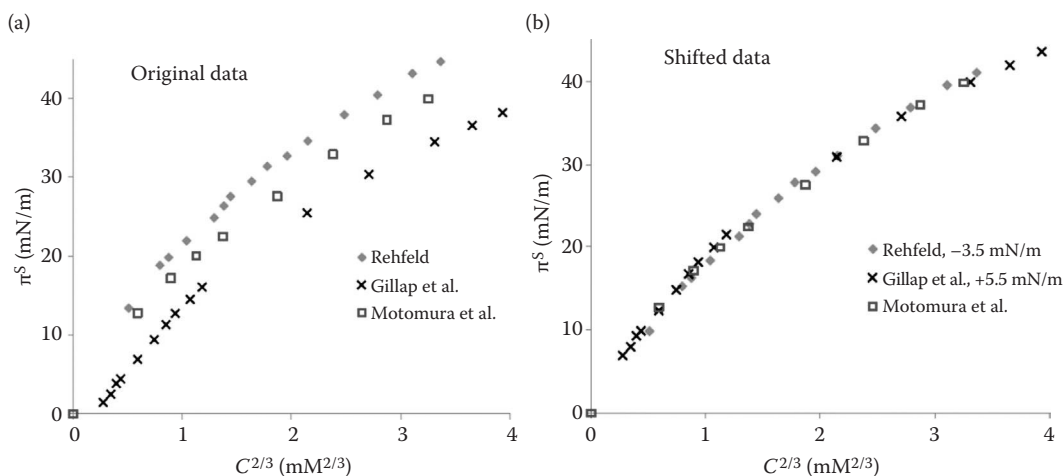 (a)
Original data
40
30
20
10
0
π^S (mN/m)
Rehfeld
Gillap et al.
Motomura et al.
0 1 2 3 4
C^{2/3} (mM^{2/3})
(b)
Shifted data
40
30
20
10
0
π^S (mN/m)
Rehfeld, −3.5 mN/m
Gillap et al., +5.5 mN/m
Motomura et al.
0 1 2 3 4
C^{2/3} (mM^{2/3})